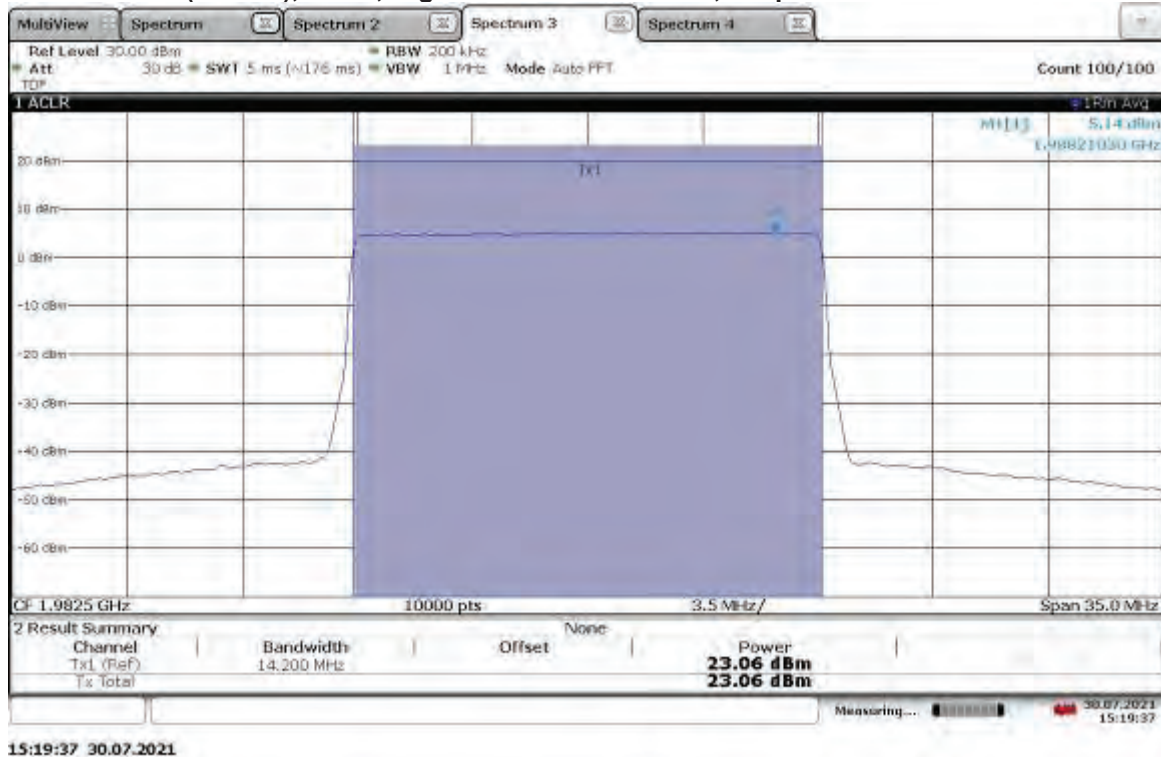 MultiView Spectrum Spectrum 2 Spectrum 3 Spectrum 4
Ref Level 30.00 dBm RBW 200 kHz
Att 30 dB SWT 5 ms (~176 ms) VBW 1 MHz Mode Auto FFT Count 100/100
TDF
1 ACLR 1Rm Avg
M1[1] 5.14 dBm
1.98821030 GHz
20 dBm
Tx1
10 dBm
0 dBm
-10 dBm
-20 dBm
-30 dBm
-40 dBm
-50 dBm
-60 dBm
CF 1.9825 GHz 10000 pts 3.5 MHz/ Span 35.0 MHz
2 Result Summary None
Channel Bandwidth Offset Power
Tx1 (Ref) 14.200 MHz 23.06 dBm
Tx Total 23.06 dBm
Measuring... 30.07.2021
15:19:37
15:19:37 30.07.2021